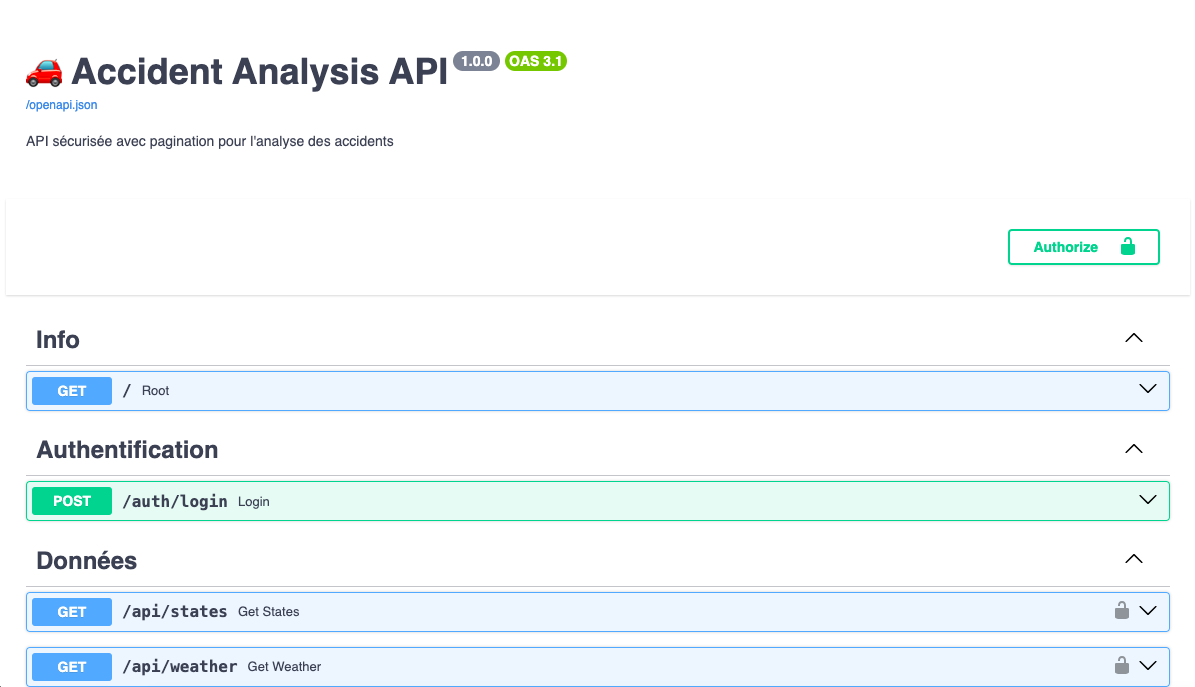 Accident Analysis API 1.0.0 OAS 3.1
/openapi.json
API sécurisée avec pagination pour l'analyse des accidents
Authorize
Info
GET / Root
Authentification
POST /auth/login Login
Données
GET /api/states Get States
GET /api/weather Get Weather